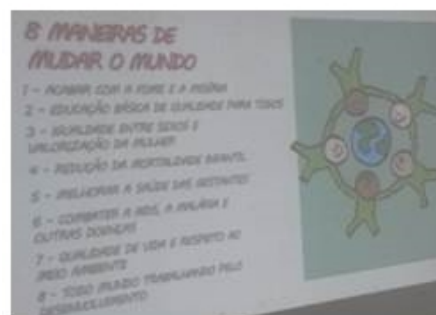 8 MANEIRAS DE
MUDAR O MUNDO
1 - ACABAR COM A FOME E A MISÉRIA
2 - EDUCAÇÃO BÁSICA DE QUALIDADE PARA TODOS
3 - IGUALDADE ENTRE SEXOS E
VALORIZAÇÃO DA MULHER
4 - REDUÇÃO DA MORTALIDADE INFANTIL
5 - MELHORAR A SAÚDE DAS GESTANTES
6 - COMBATER A AIDS, A MALÁRIA E
OUTRAS DOENÇAS
7 - QUALIDADE DE VIDA E RESPEITO AO
MEIO AMBIENTE
8 - TODO MUNDO TRABALHANDO PELO
DESENVOLVIMENTO